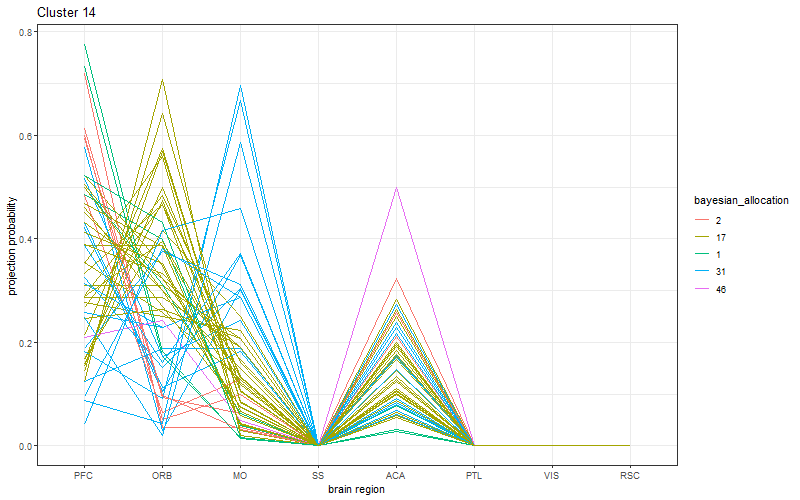 Cluster 14
0.8
0.6
0.4
0.2
0.0
projection probability
PFC ORB MO SS ACA PTL VIS RSC
brain region
bayesian_allocation
2
17
1
31
46